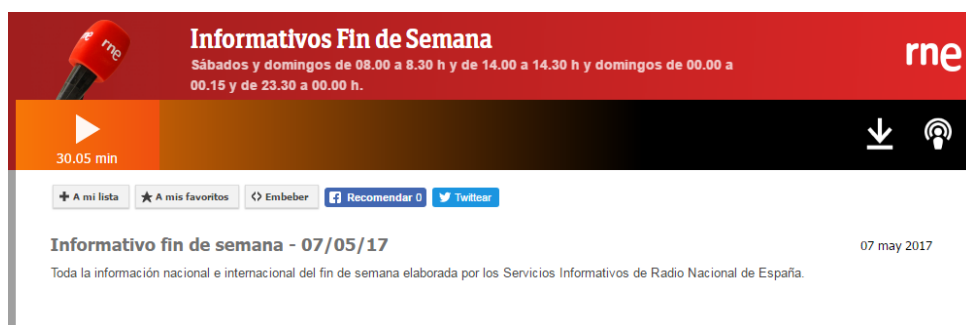 rne
Informativos Fin de Semana
Sábados y domingos de 08.00 a 8.30 h y de 14.00 a 14.30 h y domingos de 00.00 a
00.15 y de 23.30 a 00.00 h.
rne
30.05 min
A mi lista
A mis favoritos
Embeber
Recomendar 0
Twittear
Informativo fin de semana - 07/05/17
07 may 2017
Toda la información nacional e internacional del fin de semana elaborada por los Servicios Informativos de Radio Nacional de España.